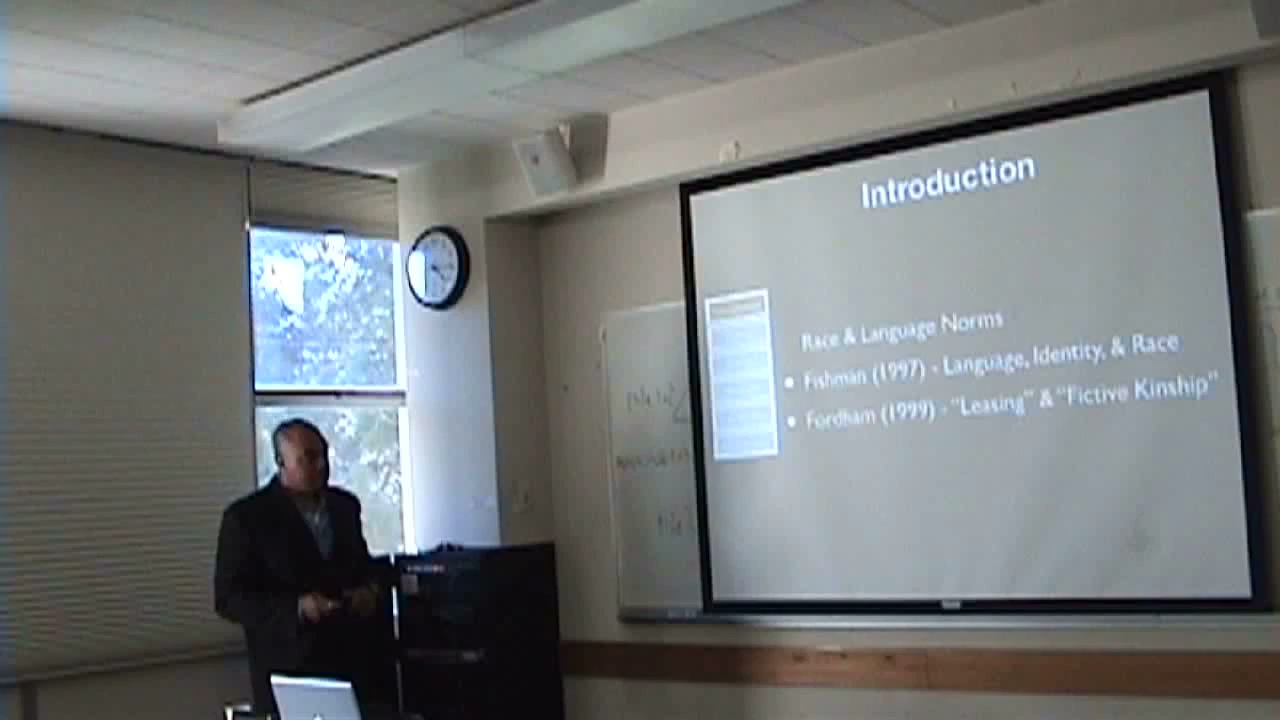 Introduction
Race & Language Norms
• Fishman (1997) - Language, Identity, & Race
• Fordham (1999) - "Leasing" & "Fictive Kinship"